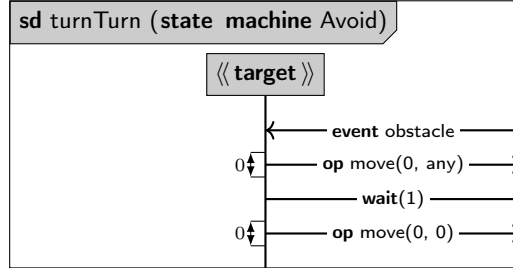 sd turnTurn (state machine Avoid)
⟪ target ⟫
event obstacle
0 op move(0, any)
wait(1)
0 op move(0, 0)